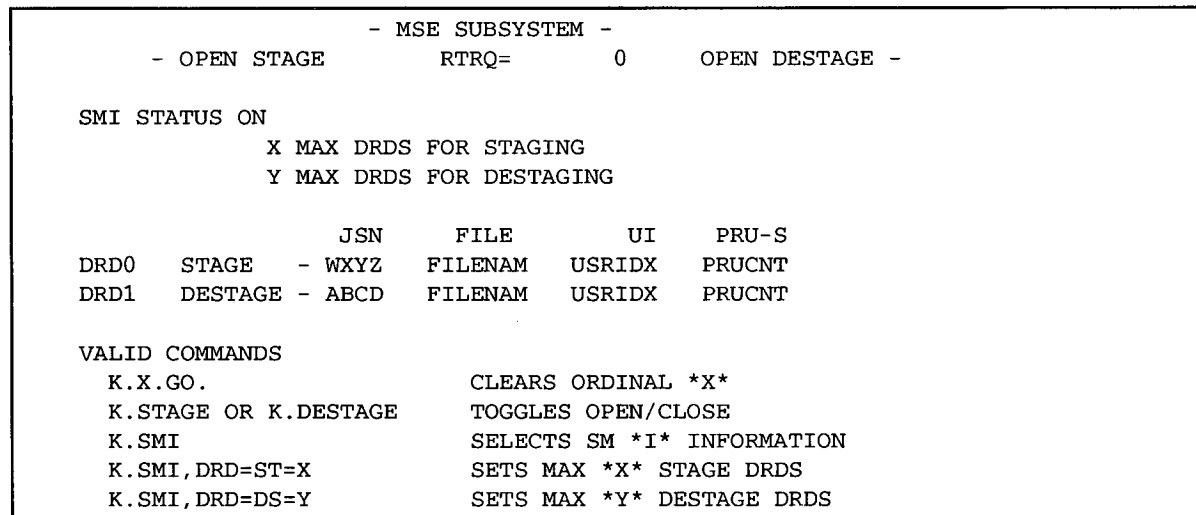 - MSE SUBSYSTEM -
- OPEN STAGE RTRQ= 0 OPEN DESTAGE -
SMI STATUS ON
X MAX DRDS FOR STAGING
Y MAX DRDS FOR DESTAGING
JSN FILE UI PRU-S
DRD0 STAGE - WXYZ FILENAM USRIDX PRUCNT
DRD1 DESTAGE - ABCD FILENAM USRIDX PRUCNT
VALID COMMANDS
K.X.GO. CLEARS ORDINAL *X*
K.STAGE OR K.DESTAGE TOGGLES OPEN/CLOSE
K.SMI SELECTS SM *I* INFORMATION
K.SMI,DRD=ST=X SETS MAX *X* STAGE DRDS
K.SMI,DRD=DS=Y SETS MAX *Y* DESTAGE DRDS